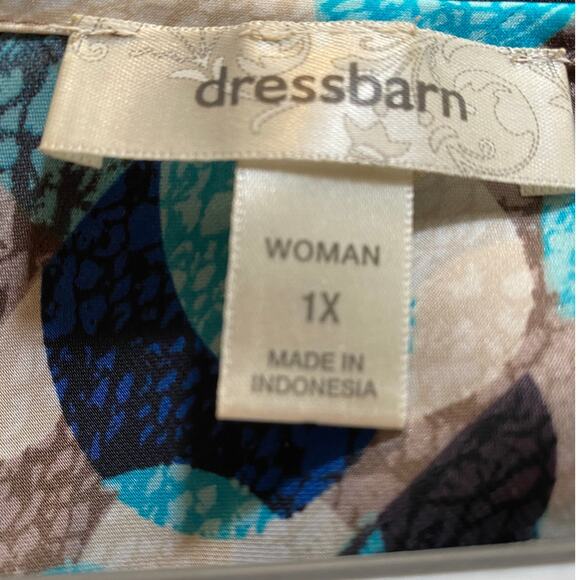 dressbarn
WOMAN
1X
MADE IN
INDONESIA